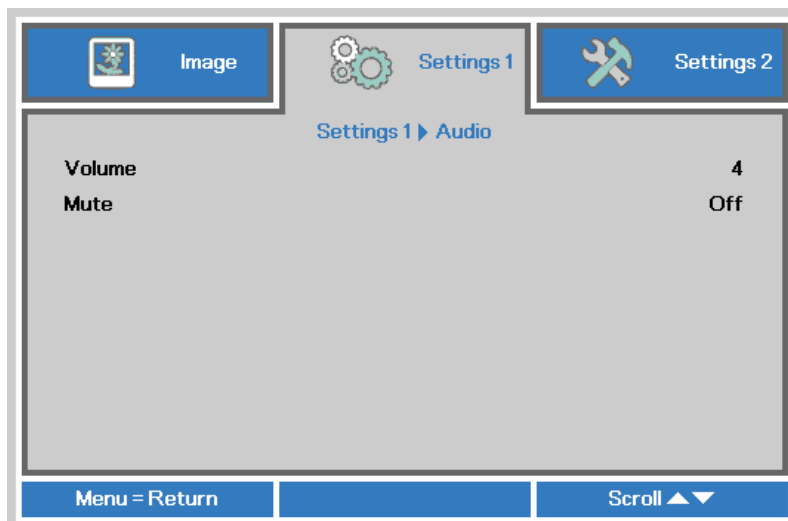 Image
Settings 1
Settings 2
Settings 1 ▶ Audio
Volume 4
Mute Off
Menu = Return
Scroll ▲▼